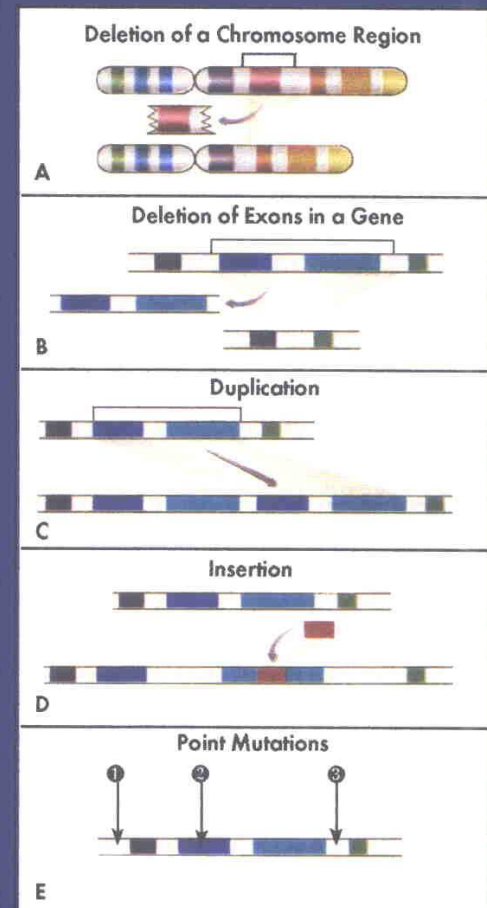 Deletion of a Chromosome Region
A
Deletion of Exons in a Gene
B
Duplication
C
Insertion
D
Point Mutations
1 2 3
E